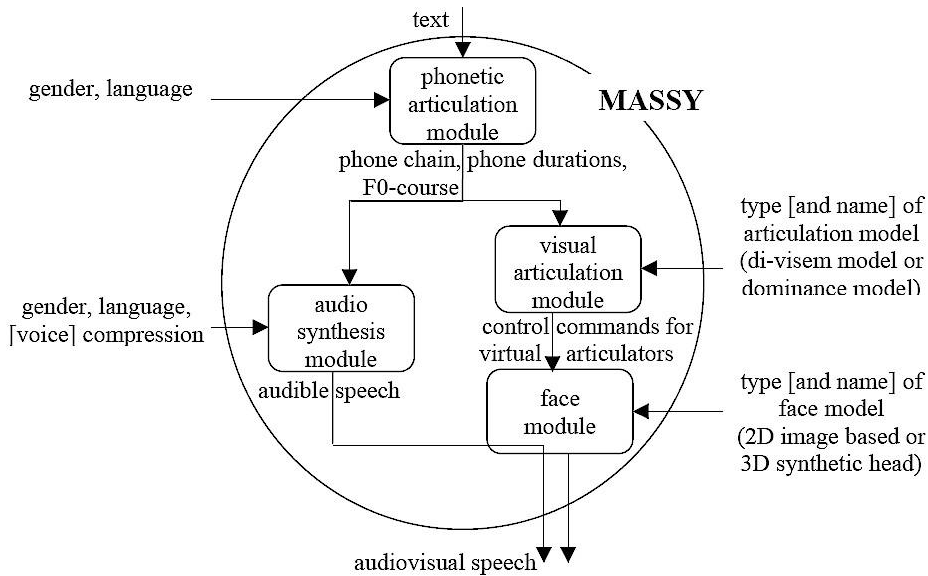 text
MASSY
gender, language
phonetic
articulation
module
phone chain, phone durations,
F0-course
type [and name] of
articulation model
(di-visem model or
dominance model)
visual
articulation
module
gender, language,
[voice] compression
audio
synthesis
module
control commands for
virtual articulators
audible speech
type [and name] of
face model
(2D image based or
3D synthetic head)
face
module
audiovisual speech